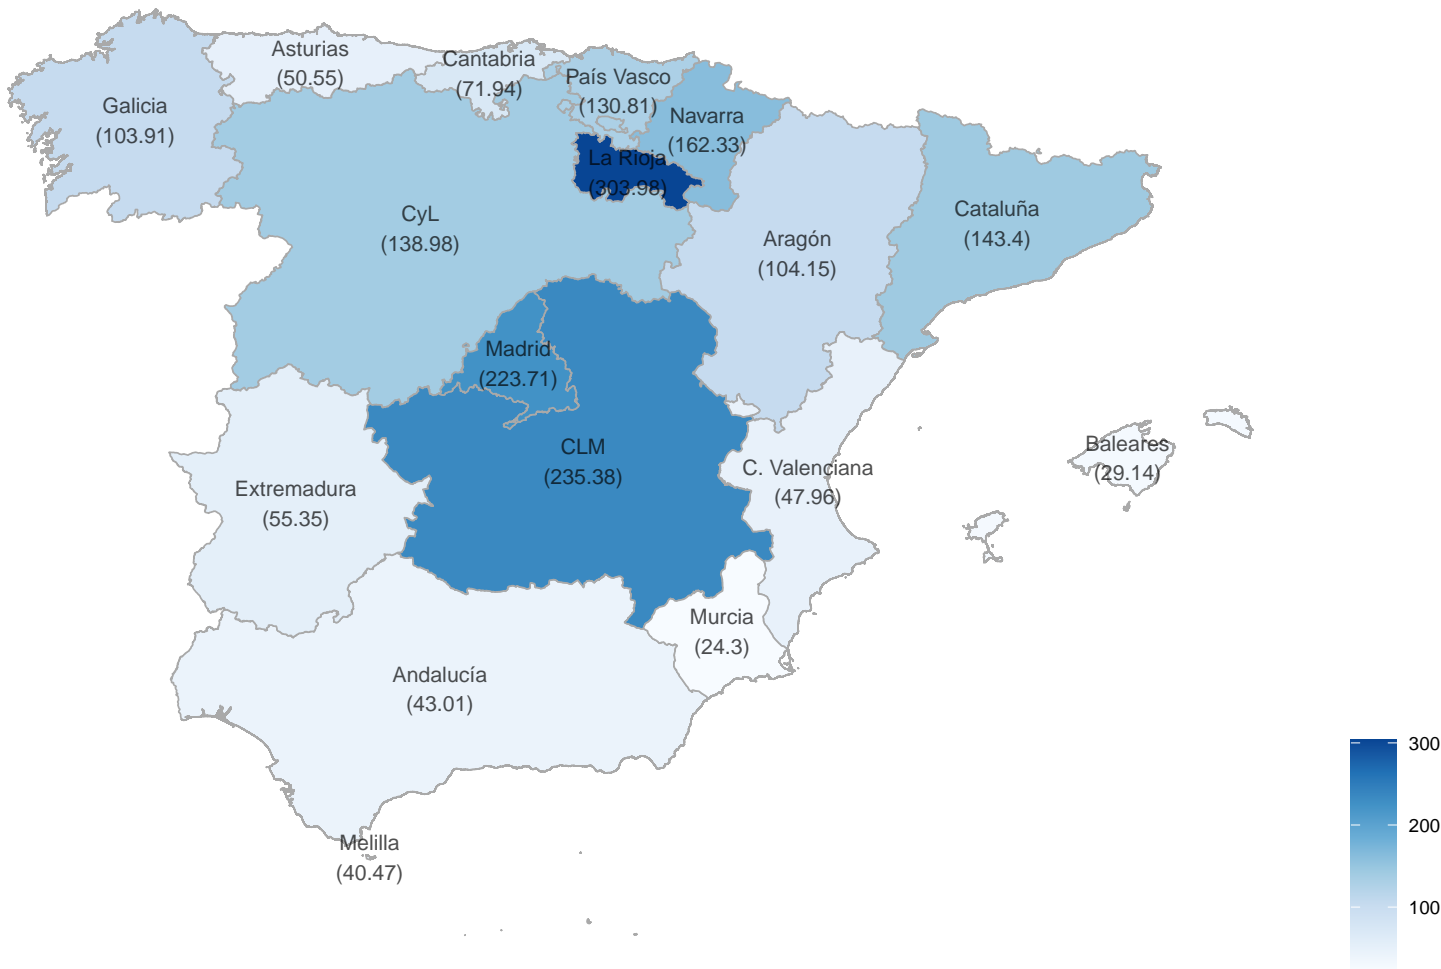 Asturias
(50.55)
Cantabria
(71.94)
País Vasco
(130.81)
Galicia
(103.91)
Navarra
(162.33)
La Rioja
(303.98)
CyL
(138.98)
Cataluña
(143.4)
Aragón
(104.15)
Madrid
(223.71)
CLM
(235.38)
Baleares
(29.14)
C. Valenciana
(47.96)
Extremadura
(55.35)
Murcia
(24.3)
Andalucía
(43.01)
Melilla
(40.47)
300
200
100